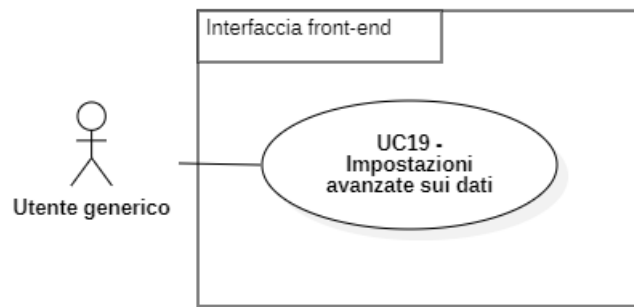 Interfaccia front-end
UC19 -
Impostazioni
avanzate sui dati
Utente generico